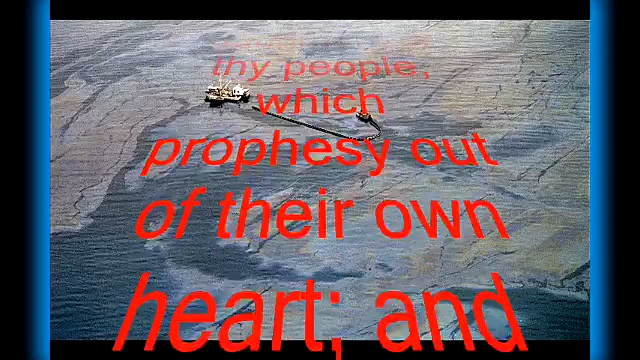 thy people,
which
prophesy out
of their own
heart; and